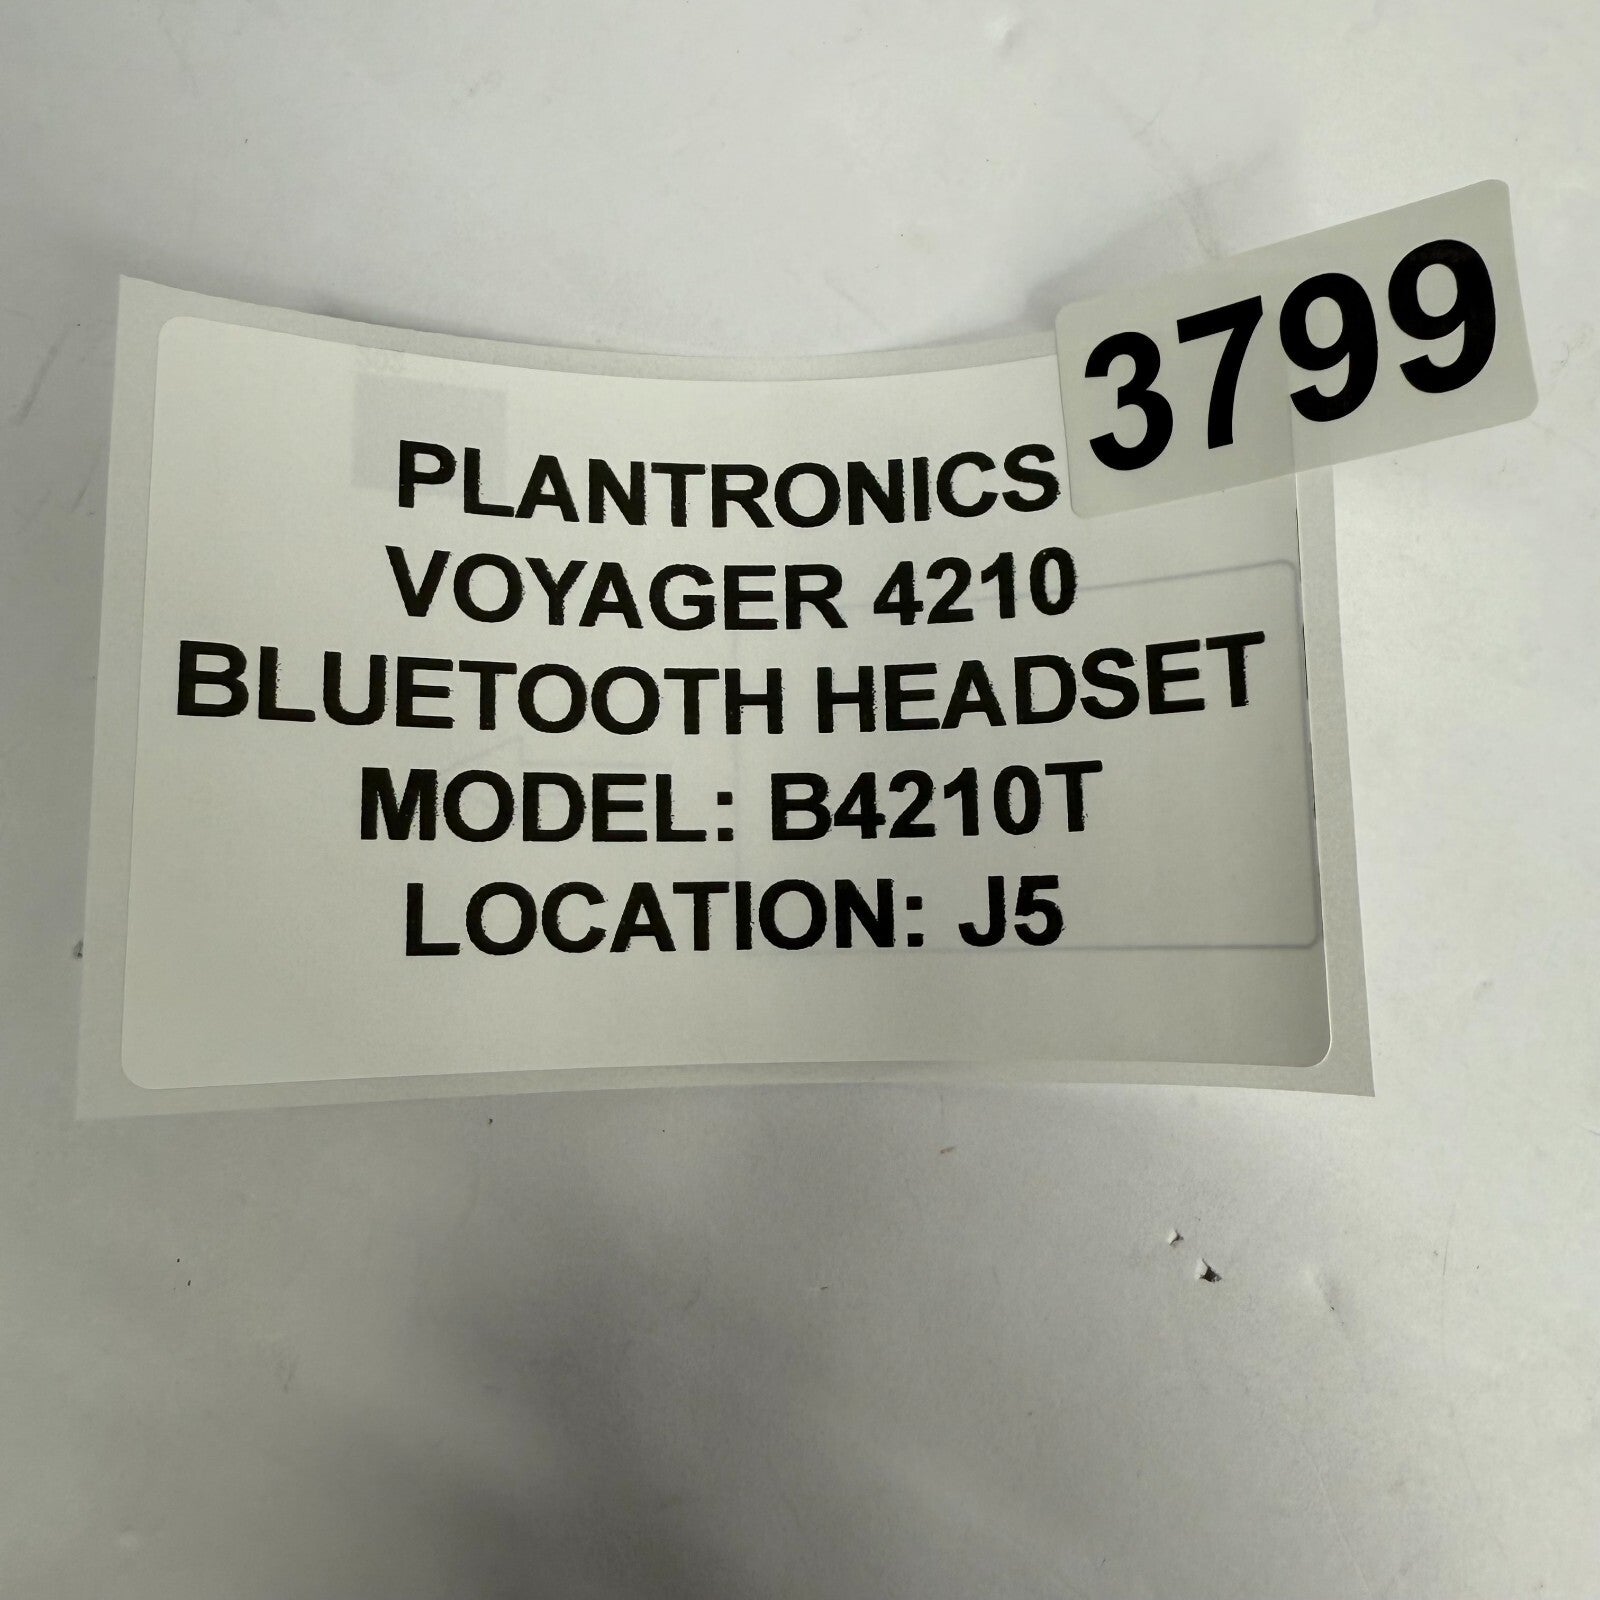 3799
PLANTRONICS
VOYAGER 4210
BLUETOOTH HEADSET
MODEL: B4210T
LOCATION: J5